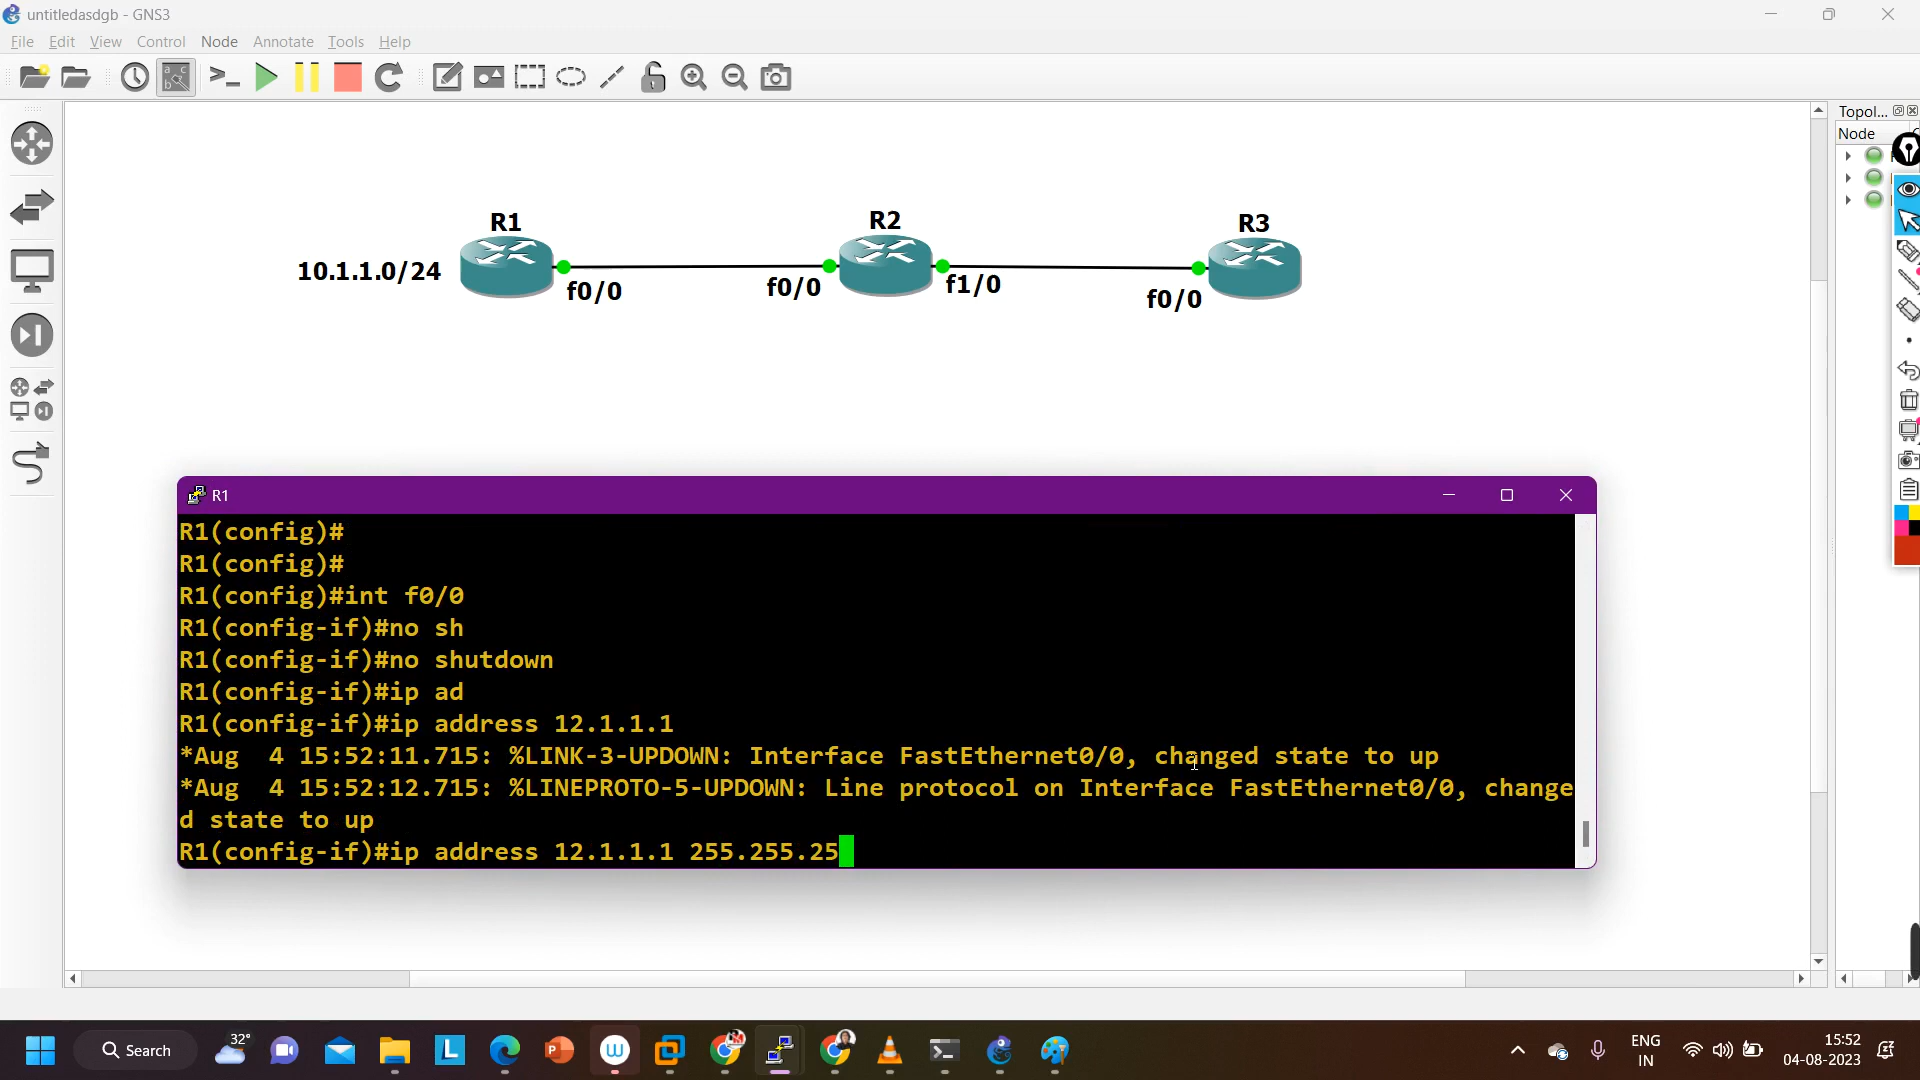 untitledasdgb - GNS3
File Edit View Control Node Annotate Tools Help
Topol...
Node
R1
R2
R3
10.1.1.0/24
f0/0
f0/0
f1/0
f0/0
R1
R1(config)#
R1(config)#
R1(config)#int f0/0
R1(config-if)#no sh
R1(config-if)#no shutdown
R1(config-if)#ip ad
R1(config-if)#ip address 12.1.1.1
*Aug  4 15:52:11.715: %LINK-3-UPDOWN: Interface FastEthernet0/0, changed state to up
*Aug  4 15:52:12.715: %LINEPROTO-5-UPDOWN: Line protocol on Interface FastEthernet0/0, change
d state to up
R1(config-if)#ip address 12.1.1.1 255.255.25
Search
32°
ENG
IN
15:52
04-08-2023